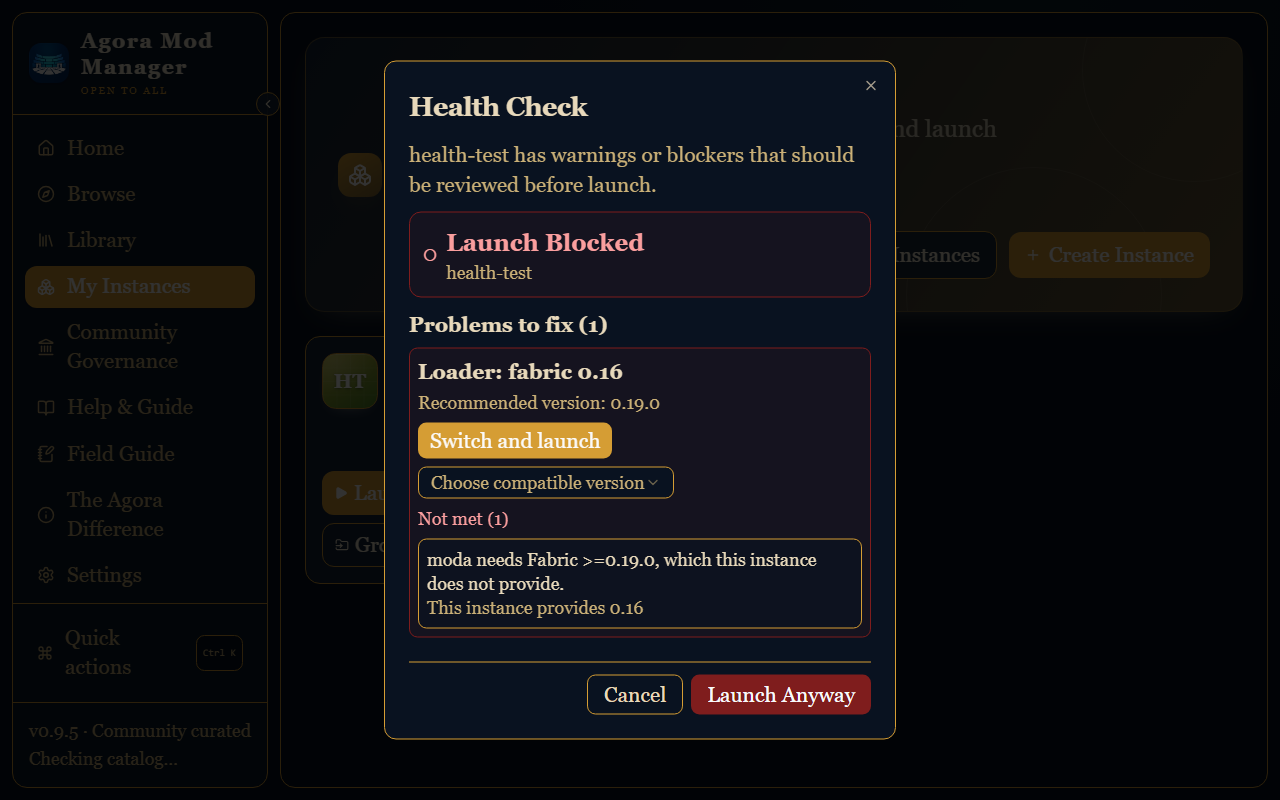 Agora Mod
Manager
OPEN TO ALL
Home
Browse
Library
My Instances
Community
Governance
Help & Guide
Field Guide
The Agora
Difference
Settings
Quick
actions
Ctrl K
v0.9.5 · Community curated
Checking catalog...
nd launch
Instances
+ Create Instance
HT
Lau
Gro
Health Check
health-test has warnings or blockers that should
be reviewed before launch.
Launch Blocked
health-test
Problems to fix (1)
Loader: fabric 0.16
Recommended version: 0.19.0
Switch and launch
Choose compatible version
Not met (1)
moda needs Fabric >=0.19.0, which this instance
does not provide.
This instance provides 0.16
Cancel
Launch Anyway